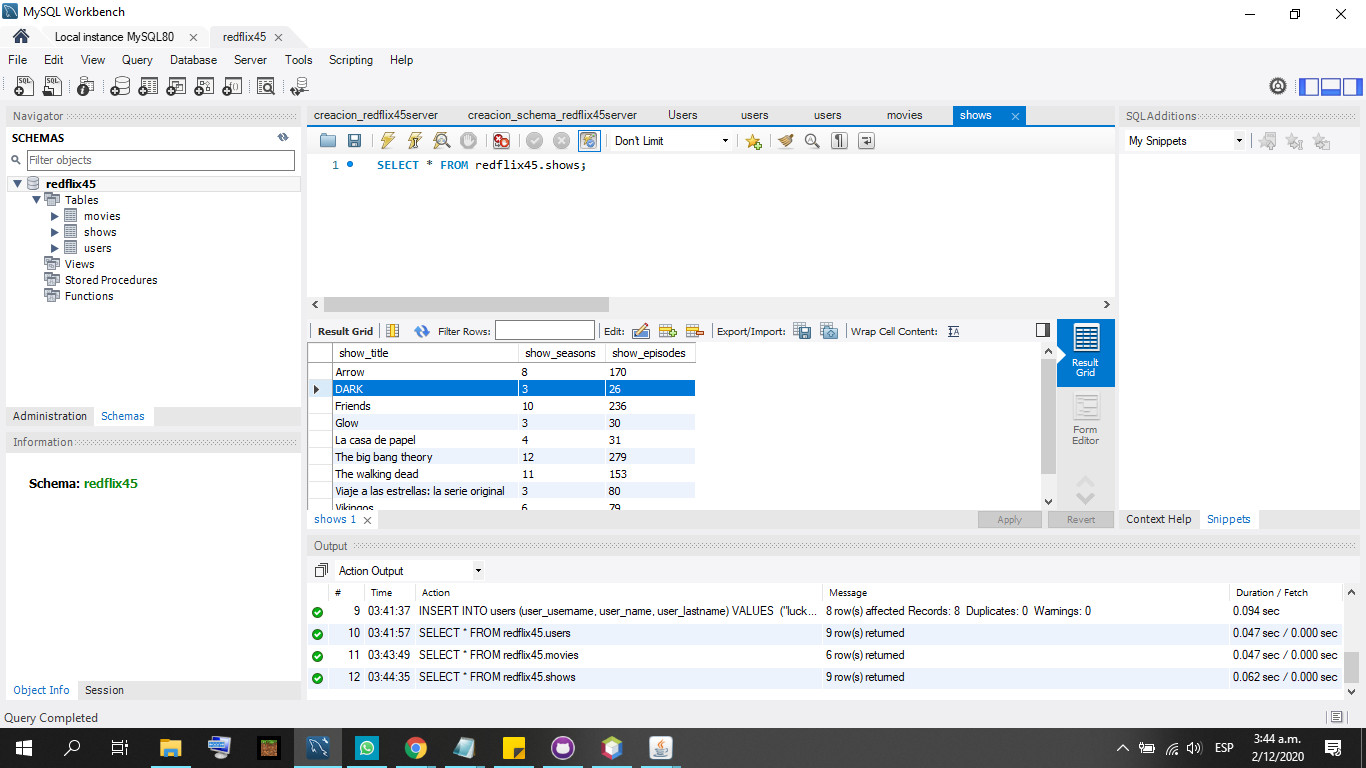 MySQL Workbench
Local instance MySQL80
redflix45
File Edit View Query Database Server Tools Scripting Help
Navigator
SCHEMAS
Filter objects
redflix45
Tables
movies
shows
users
Views
Stored Procedures
Functions
Administration Schemas
Information
Schema: redflix45
Object Info Session
creacion_redflix45server creacion_schema_redflix45server Users users users movies shows
Don't Limit
1 SELECT * FROM redflix45.shows;
Result Grid Filter Rows: Edit: Export/Import: Wrap Cell Content:
show_title show_seasons show_episodes
Arrow 8 170
DARK 3 26
Friends 10 236
Glow 3 30
La casa de papel 4 31
The big bang theory 12 279
The walking dead 11 153
Viaje a las estrellas: la serie original 3 80
Vikingos 6 79
Result
Grid
Form
Editor
shows 1
Apply Revert
SQLAdditions
My Snippets
Context Help Snippets
Output
Action Output
# Time Action Message Duration / Fetch
9 03:41:37 INSERT INTO users (user_username, user_name, user_lastname) VALUES ("luck... 8 row(s) affected Records: 8 Duplicates: 0 Warnings: 0 0.094 sec
10 03:41:57 SELECT * FROM redflix45.users 9 row(s) returned 0.047 sec / 0.000 sec
11 03:43:49 SELECT * FROM redflix45.movies 6 row(s) returned 0.047 sec / 0.000 sec
12 03:44:35 SELECT * FROM redflix45.shows 9 row(s) returned 0.062 sec / 0.000 sec
Query Completed
ESP
3:44 a.m.
2/12/2020